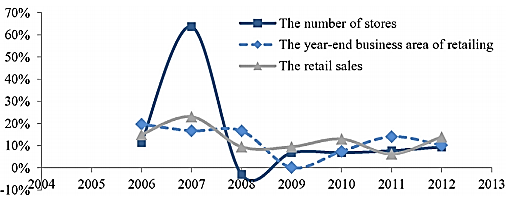 70%
60%
50%
40%
30%
20%
10%
0%
-10%
The number of stores
The year-end business area of retailing
The retail sales
2004 2005 2006 2007 2008 2009 2010 2011 2012 2013